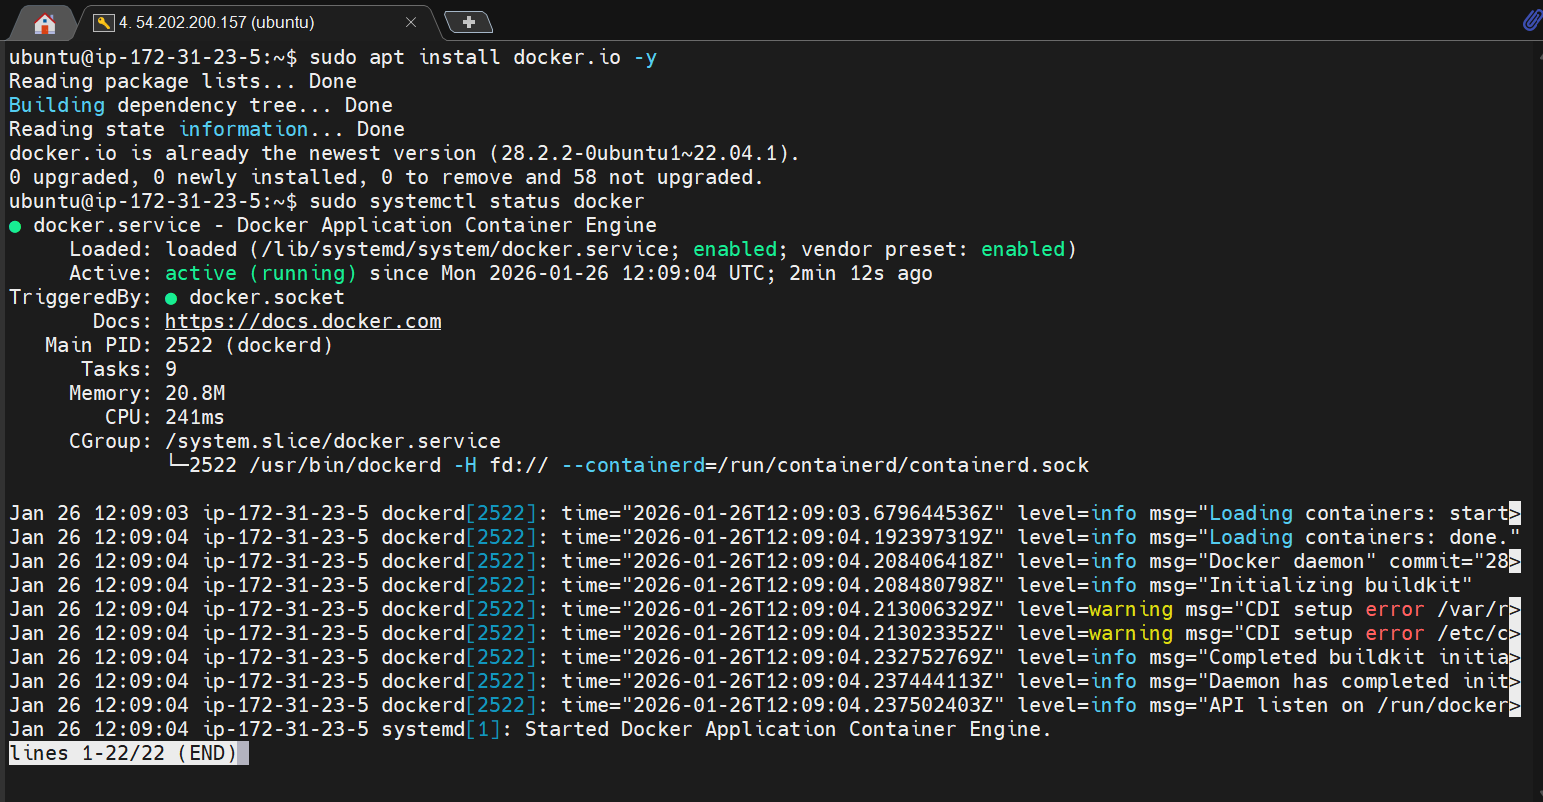 4. 54.202.200.157 (ubuntu)
ubuntu@ip-172-31-23-5:~$ sudo apt install docker.io -y
Reading package lists... Done
Building dependency tree... Done
Reading state information... Done
docker.io is already the newest version (28.2.2-0ubuntu1~22.04.1).
0 upgraded, 0 newly installed, 0 to remove and 58 not upgraded.
ubuntu@ip-172-31-23-5:~$ sudo systemctl status docker
● docker.service - Docker Application Container Engine
     Loaded: loaded (/lib/systemd/system/docker.service; enabled; vendor preset: enabled)
     Active: active (running) since Mon 2026-01-26 12:09:04 UTC; 2min 12s ago
TriggeredBy: ● docker.socket
       Docs: https://docs.docker.com
   Main PID: 2522 (dockerd)
      Tasks: 9
     Memory: 20.8M
        CPU: 241ms
     CGroup: /system.slice/docker.service
             └─2522 /usr/bin/dockerd -H fd:// --containerd=/run/containerd/containerd.sock
Jan 26 12:09:03 ip-172-31-23-5 dockerd[2522]: time="2026-01-26T12:09:03.679644536Z" level=info msg="Loading containers: start>
Jan 26 12:09:04 ip-172-31-23-5 dockerd[2522]: time="2026-01-26T12:09:04.192397319Z" level=info msg="Loading containers: done."
Jan 26 12:09:04 ip-172-31-23-5 dockerd[2522]: time="2026-01-26T12:09:04.208406418Z" level=info msg="Docker daemon" commit="28>
Jan 26 12:09:04 ip-172-31-23-5 dockerd[2522]: time="2026-01-26T12:09:04.208480798Z" level=info msg="Initializing buildkit"
Jan 26 12:09:04 ip-172-31-23-5 dockerd[2522]: time="2026-01-26T12:09:04.213006329Z" level=warning msg="CDI setup error /var/r>
Jan 26 12:09:04 ip-172-31-23-5 dockerd[2522]: time="2026-01-26T12:09:04.213023352Z" level=warning msg="CDI setup error /etc/c>
Jan 26 12:09:04 ip-172-31-23-5 dockerd[2522]: time="2026-01-26T12:09:04.232752769Z" level=info msg="Completed buildkit initia>
Jan 26 12:09:04 ip-172-31-23-5 dockerd[2522]: time="2026-01-26T12:09:04.237444113Z" level=info msg="Daemon has completed init>
Jan 26 12:09:04 ip-172-31-23-5 dockerd[2522]: time="2026-01-26T12:09:04.237502403Z" level=info msg="API listen on /run/docker>
Jan 26 12:09:04 ip-172-31-23-5 systemd[1]: Started Docker Application Container Engine.
lines 1-22/22 (END)